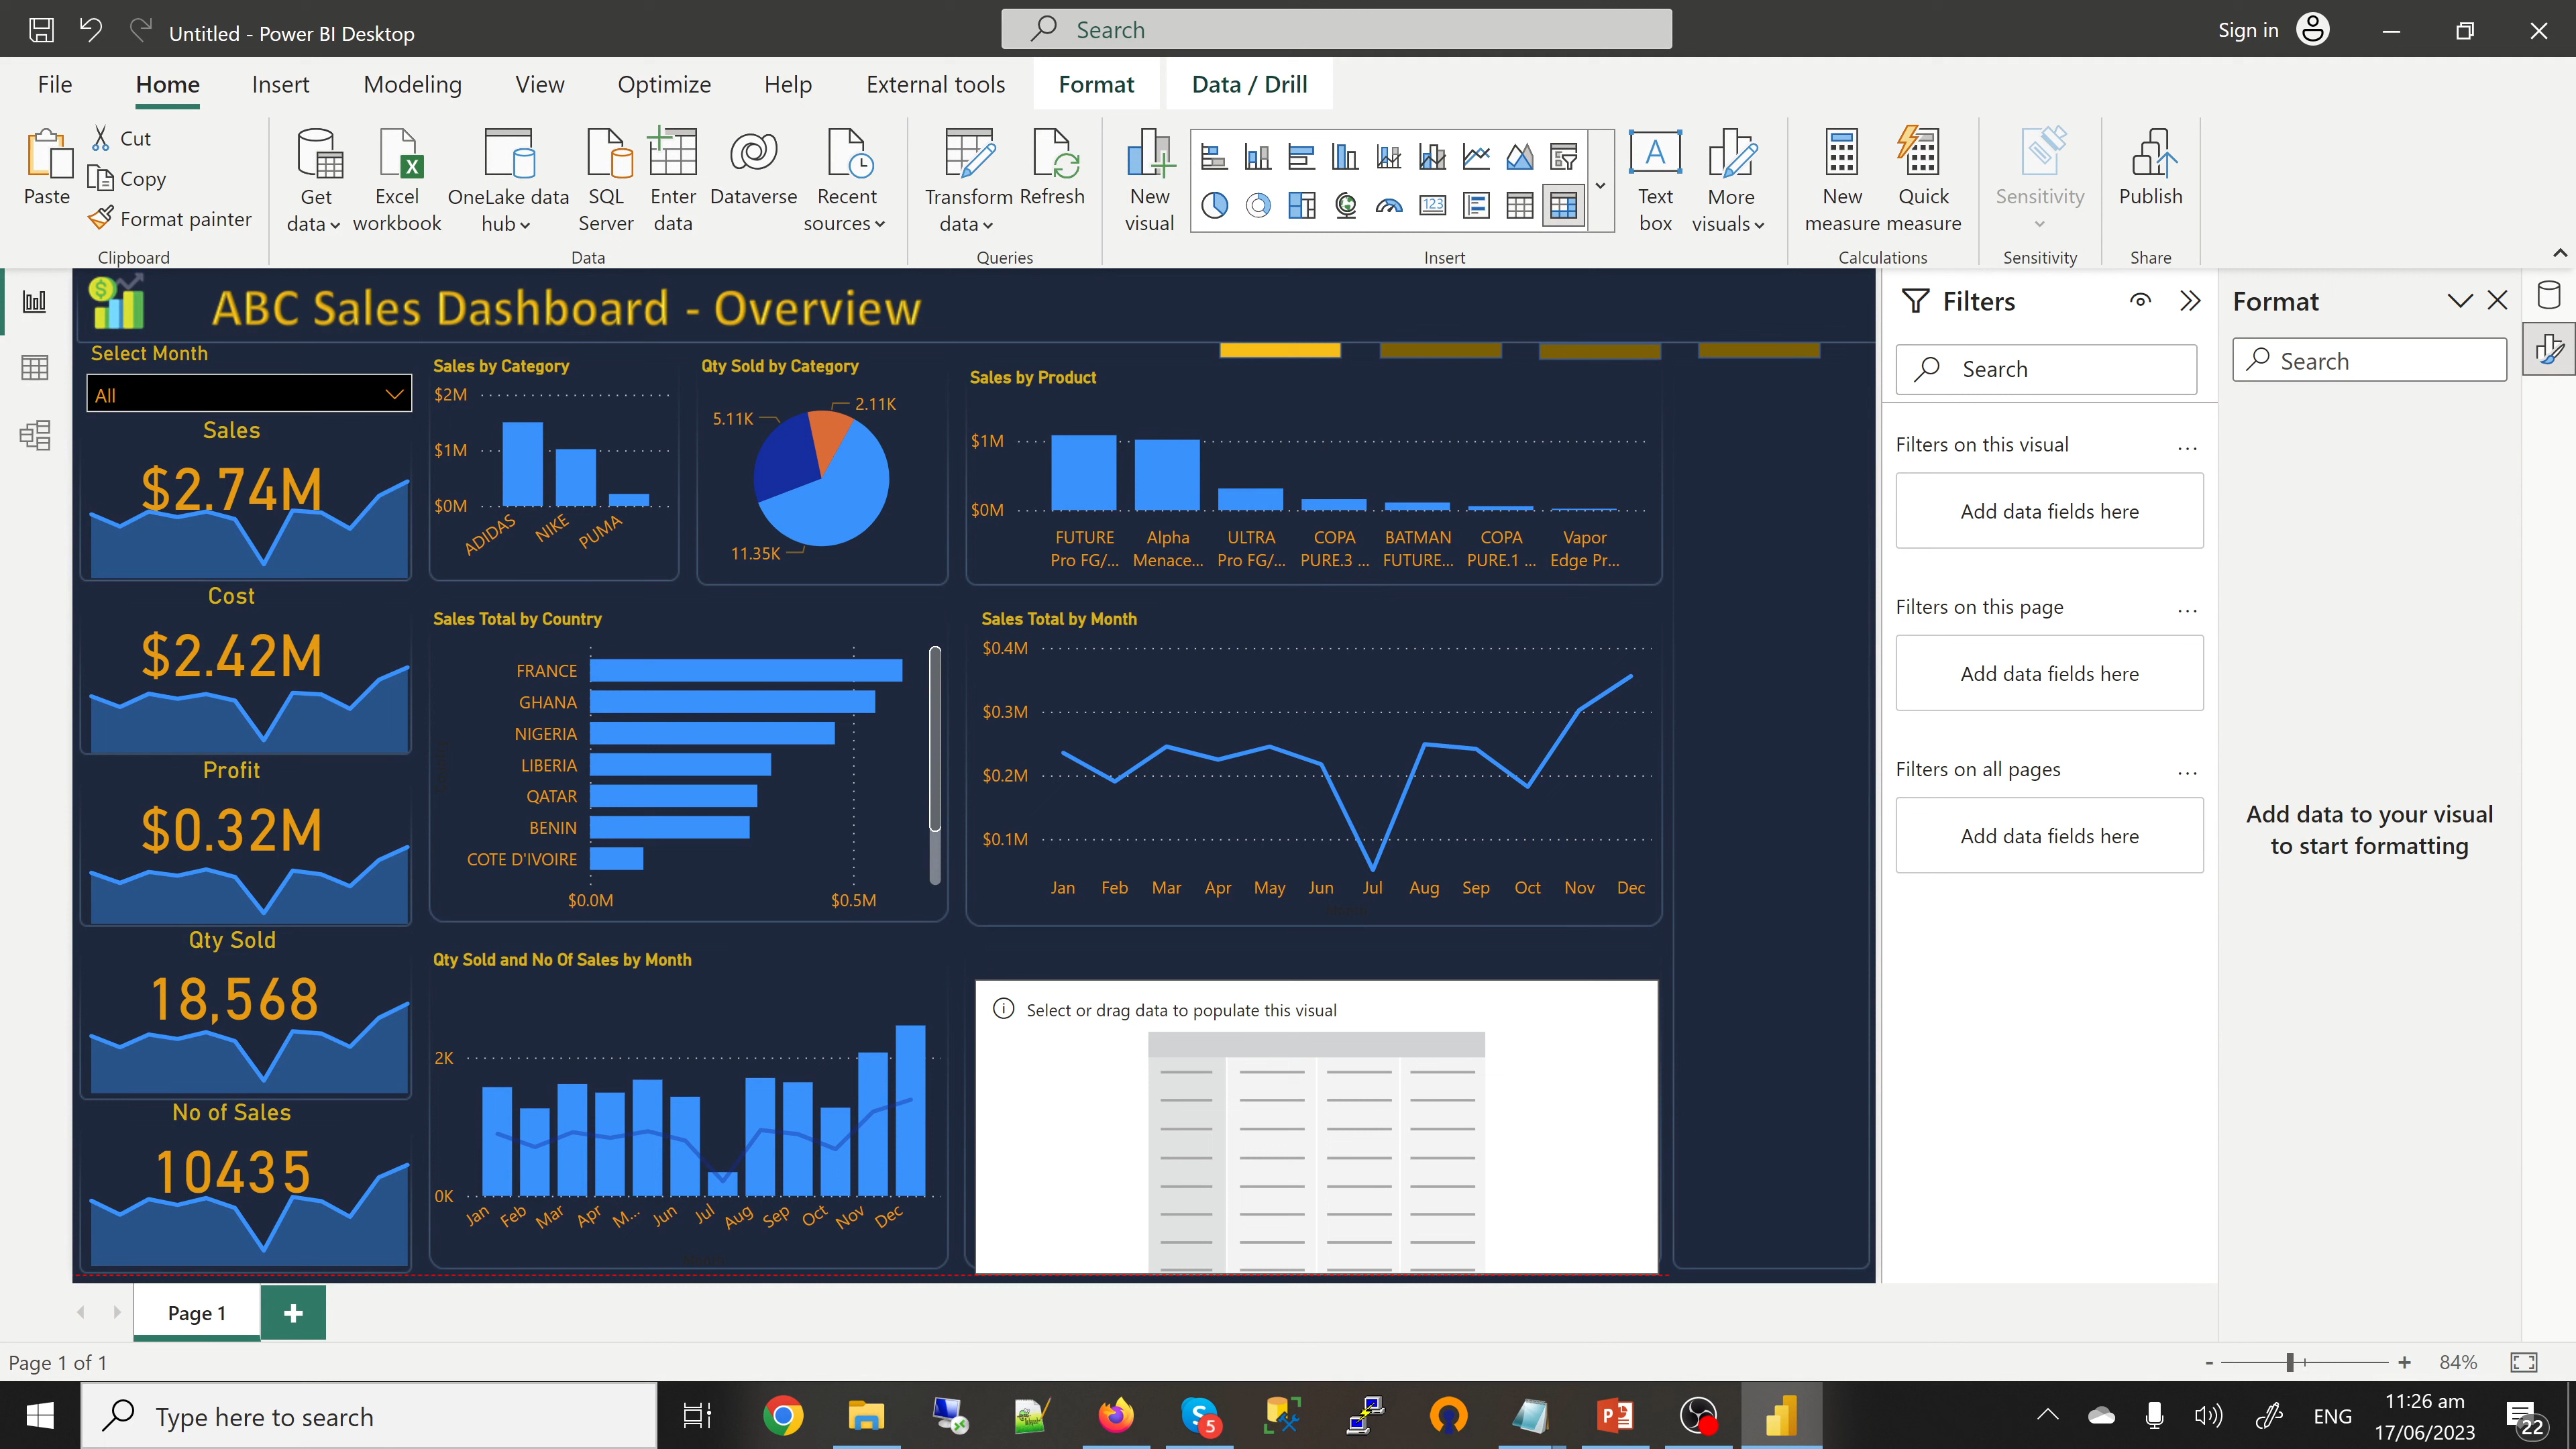 Untitled - Power BI Desktop
Search
Sign in
File
Home
Insert
Modeling
View
Optimize
Help
External tools
Format
Data / Drill
Paste
Cut
Copy
Format painter
Clipboard
Get data
Excel workbook
OneLake data hub
SQL Server
Enter data
Dataverse
Recent sources
Data
Transform data
Refresh
Queries
New visual
123
A
Text box
More visuals
Insert
New measure
Quick measure
Calculations
Sensitivity
Sensitivity
Publish
Share
ABC Sales Dashboard - Overview
Select Month
All
Sales
$2.74M
Cost
$2.42M
Profit
$0.32M
Qty Sold
18,568
No of Sales
10435
Sales by Category
$2M
$1M
$0M
ADIDAS
NIKE
PUMA
Qty Sold by Category
5.11K
2.11K
11.35K
Sales by Product
$1M
$0M
FUTURE Pro FG/...
Alpha Menace...
ULTRA Pro FG/...
COPA PURE.3 ...
BATMAN FUTURE...
COPA PURE.1 ...
Vapor Edge Pr...
Sales Total by Country
FRANCE
GHANA
NIGERIA
LIBERIA
QATAR
BENIN
COTE D'IVOIRE
$0.0M
$0.5M
Sales Total by Month
$0.4M
$0.3M
$0.2M
$0.1M
Jan Feb Mar Apr May Jun Jul Aug Sep Oct Nov Dec
Qty Sold and No Of Sales by Month
2K
0K
Jan Feb Mar Apr M... Jun Jul Aug Sep Oct Nov Dec
Select or drag data to populate this visual
Filters
Search
Filters on this visual
...
Add data fields here
Filters on this page
...
Add data fields here
Filters on all pages
...
Add data fields here
Format
Search
Add data to your visual
to start formatting
Page 1
Page 1 of 1
- + 84%
Type here to search
5
ENG
11:26 am
17/06/2023
22